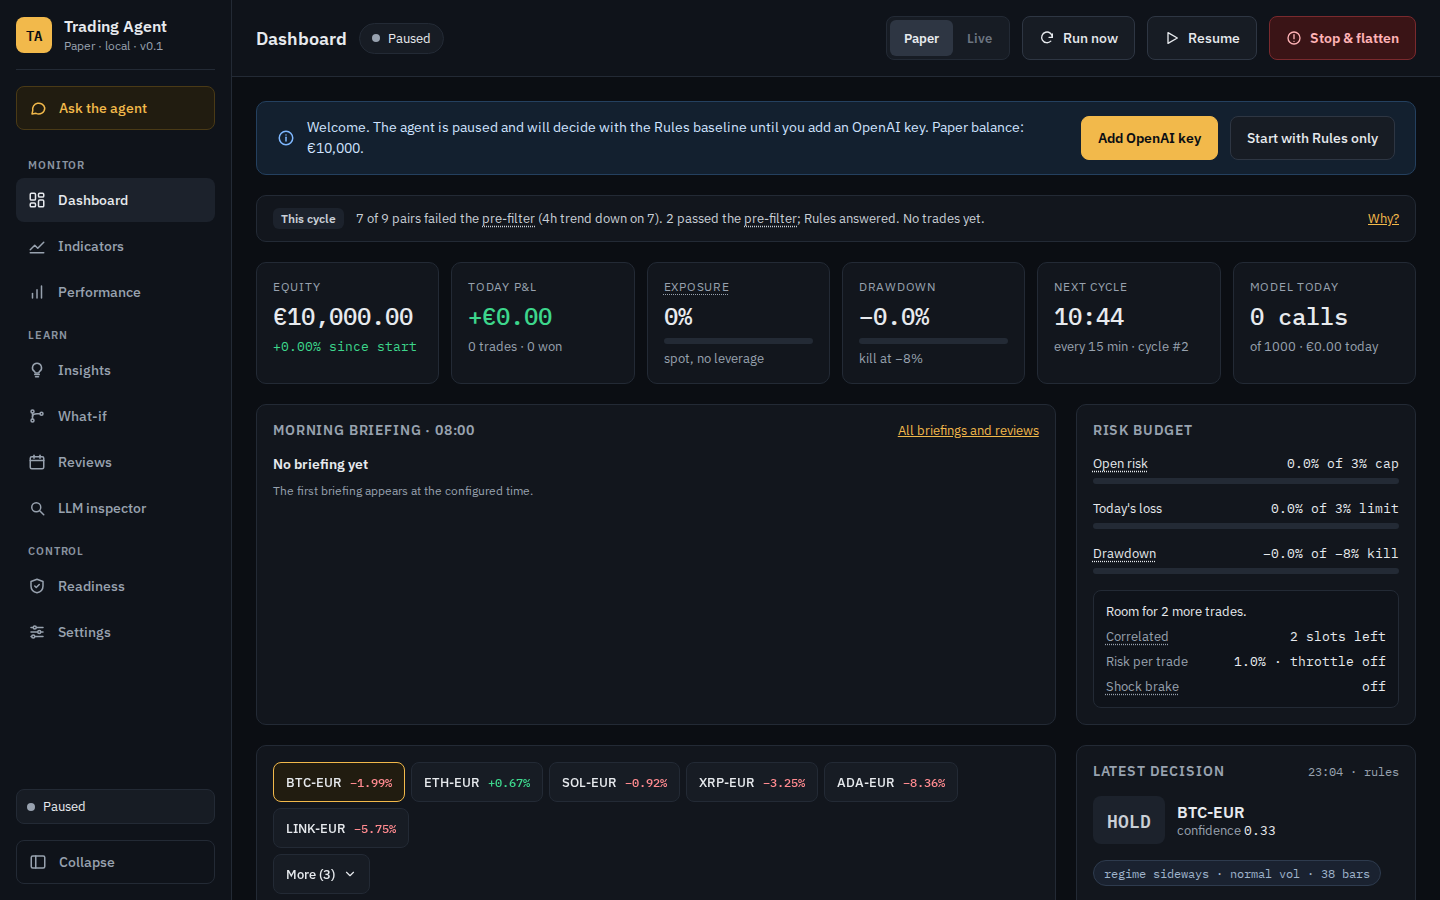 TA
Trading Agent
Paper · local · v0.1
Ask the agent
MONITOR
Dashboard
Indicators
Performance
LEARN
Insights
What-if
Reviews
LLM inspector
CONTROL
Readiness
Settings
Paused
Collapse
Dashboard
Paused
Paper
Live
Run now
Resume
Stop & flatten
Welcome. The agent is paused and will decide with the Rules baseline until you add an OpenAI key. Paper balance:
€10,000.
Add OpenAI key
Start with Rules only
This cycle
7 of 9 pairs failed the pre-filter (4h trend down on 7). 2 passed the pre-filter; Rules answered. No trades yet.
Why?
EQUITY
€10,000.00
+0.00% since start
TODAY P&L
+€0.00
0 trades · 0 won
EXPOSURE
0%
spot, no leverage
DRAWDOWN
−0.0%
kill at −8%
NEXT CYCLE
10:44
every 15 min · cycle #2
MODEL TODAY
0 calls
of 1000 · €0.00 today
MORNING BRIEFING · 08:00
All briefings and reviews
No briefing yet
The first briefing appears at the configured time.
RISK BUDGET
Open risk
0.0% of 3% cap
Today's loss
0.0% of 3% limit
Drawdown
−0.0% of −8% kill
Room for 2 more trades.
Correlated
2 slots left
Risk per trade
1.0% · throttle off
Shock brake
off
BTC-EUR −1.99%
ETH-EUR +0.67%
SOL-EUR −0.92%
XRP-EUR −3.25%
ADA-EUR −8.36%
LINK-EUR −5.75%
More (3)
LATEST DECISION
23:04 · rules
HOLD
BTC-EUR
confidence 0.33
regime sideways · normal vol · 38 bars